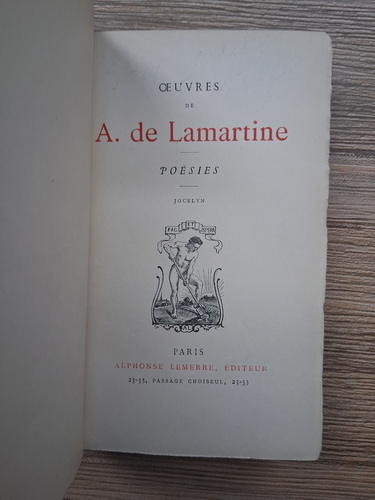 ŒUVRES
DE
A. de Lamartine
POÉSIES
JOCELYN
FAC ET SPERA
AL
PARIS
ALPHONSE LEMERRE, ÉDITEUR
23-33, PASSAGE CHOISEUL, 23-33